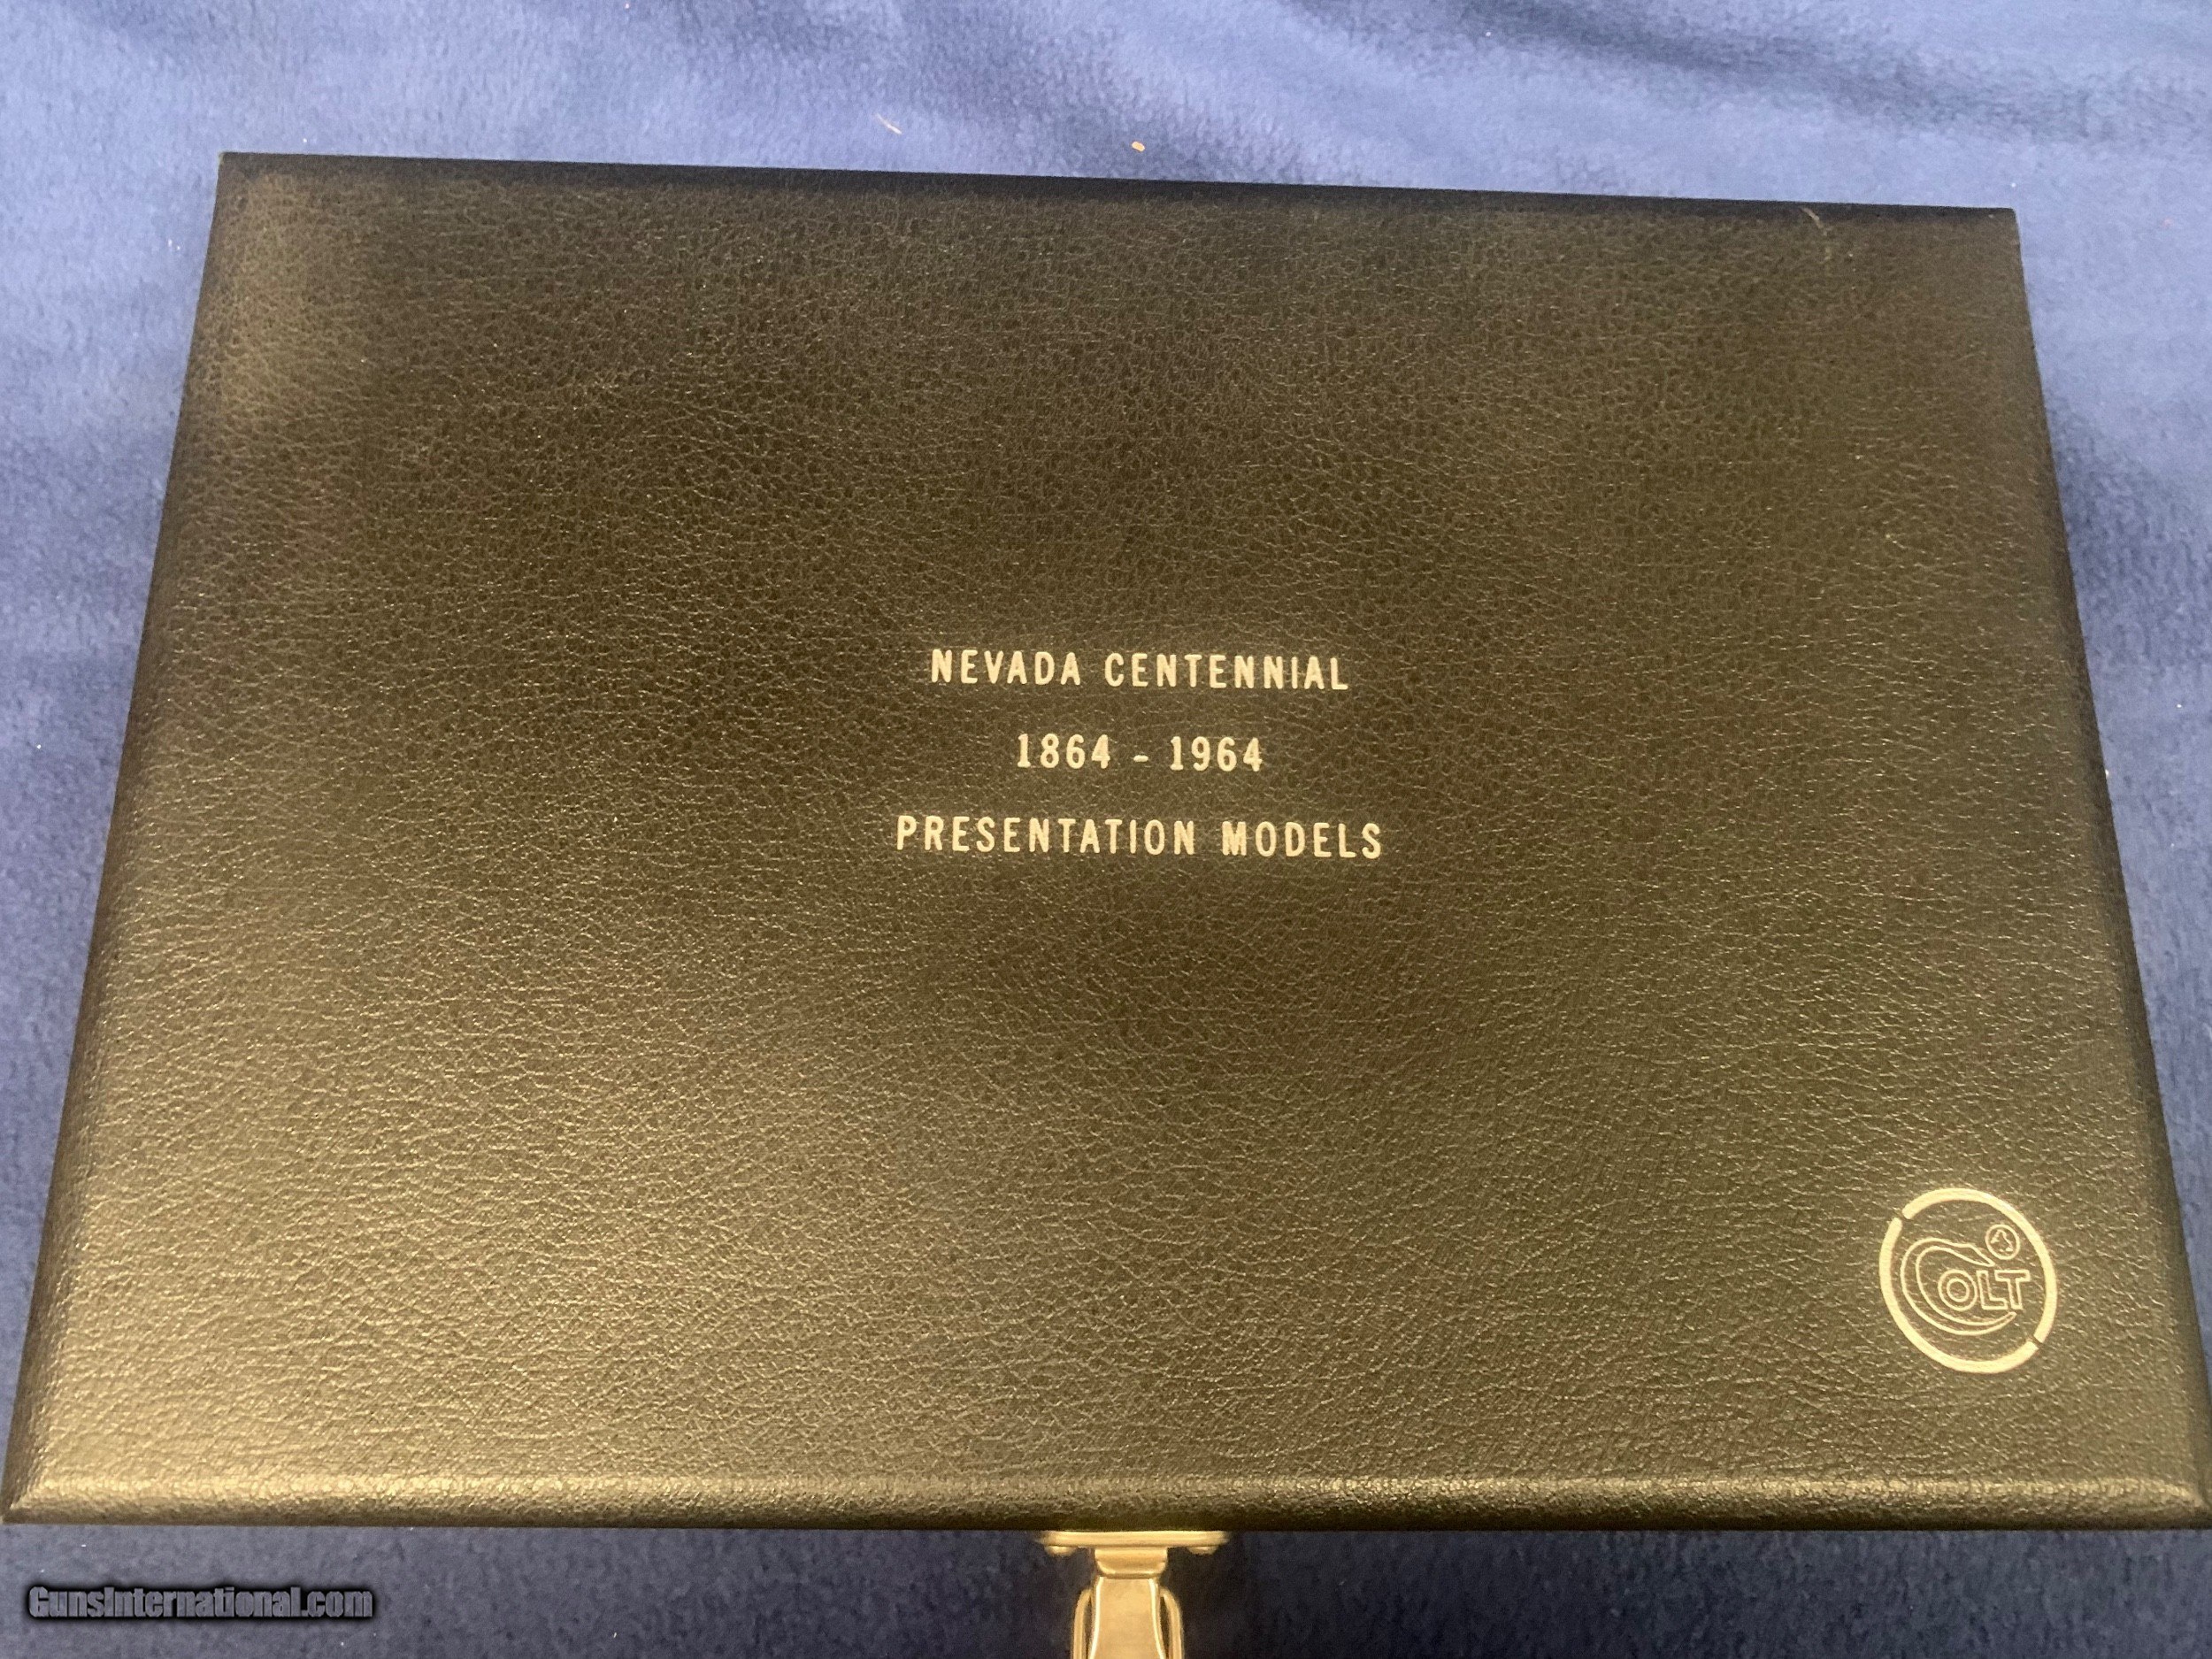 NEVADA CENTENNIAL
1864 - 1964
PRESENTATION MODELS
COLT
GunsInternational.com